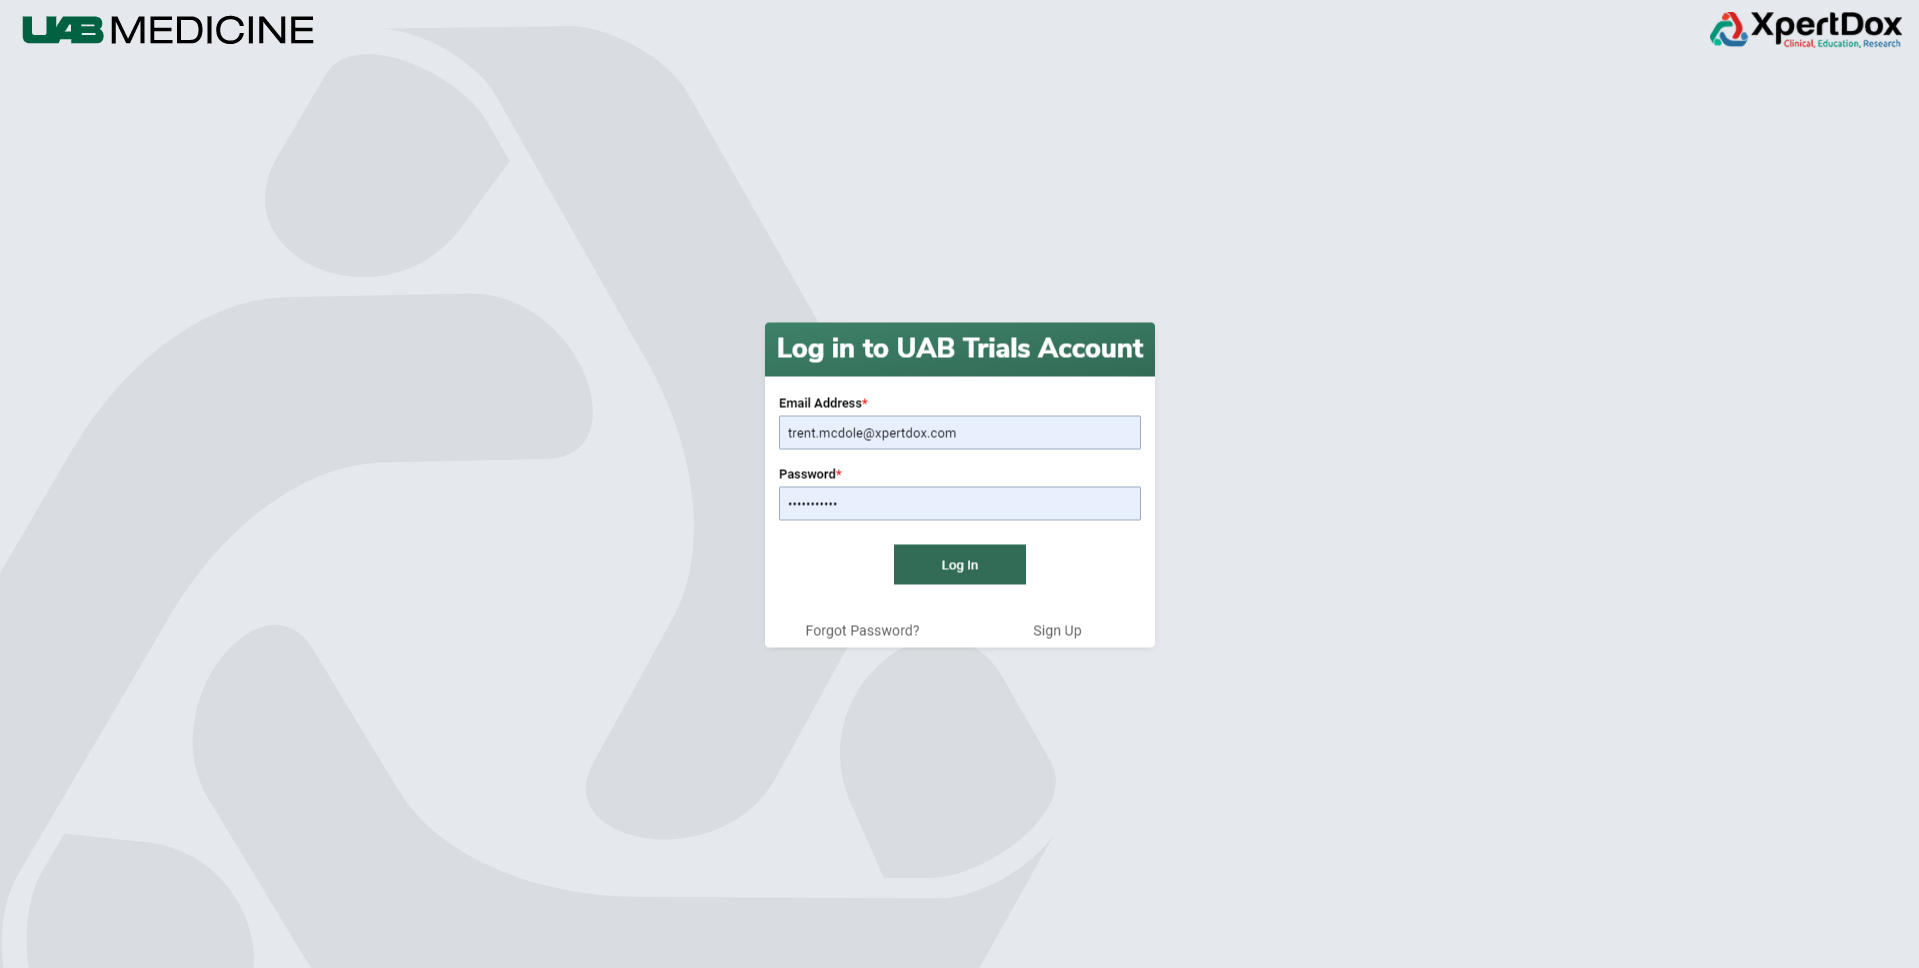 UAB MEDICINE
XpertDox
Clinical, Education, Research
Log in to UAB Trials Account
Email Address*
trent.mcdole@xpertdox.com
Password*
•••••••••••
Log In
Forgot Password?
Sign Up